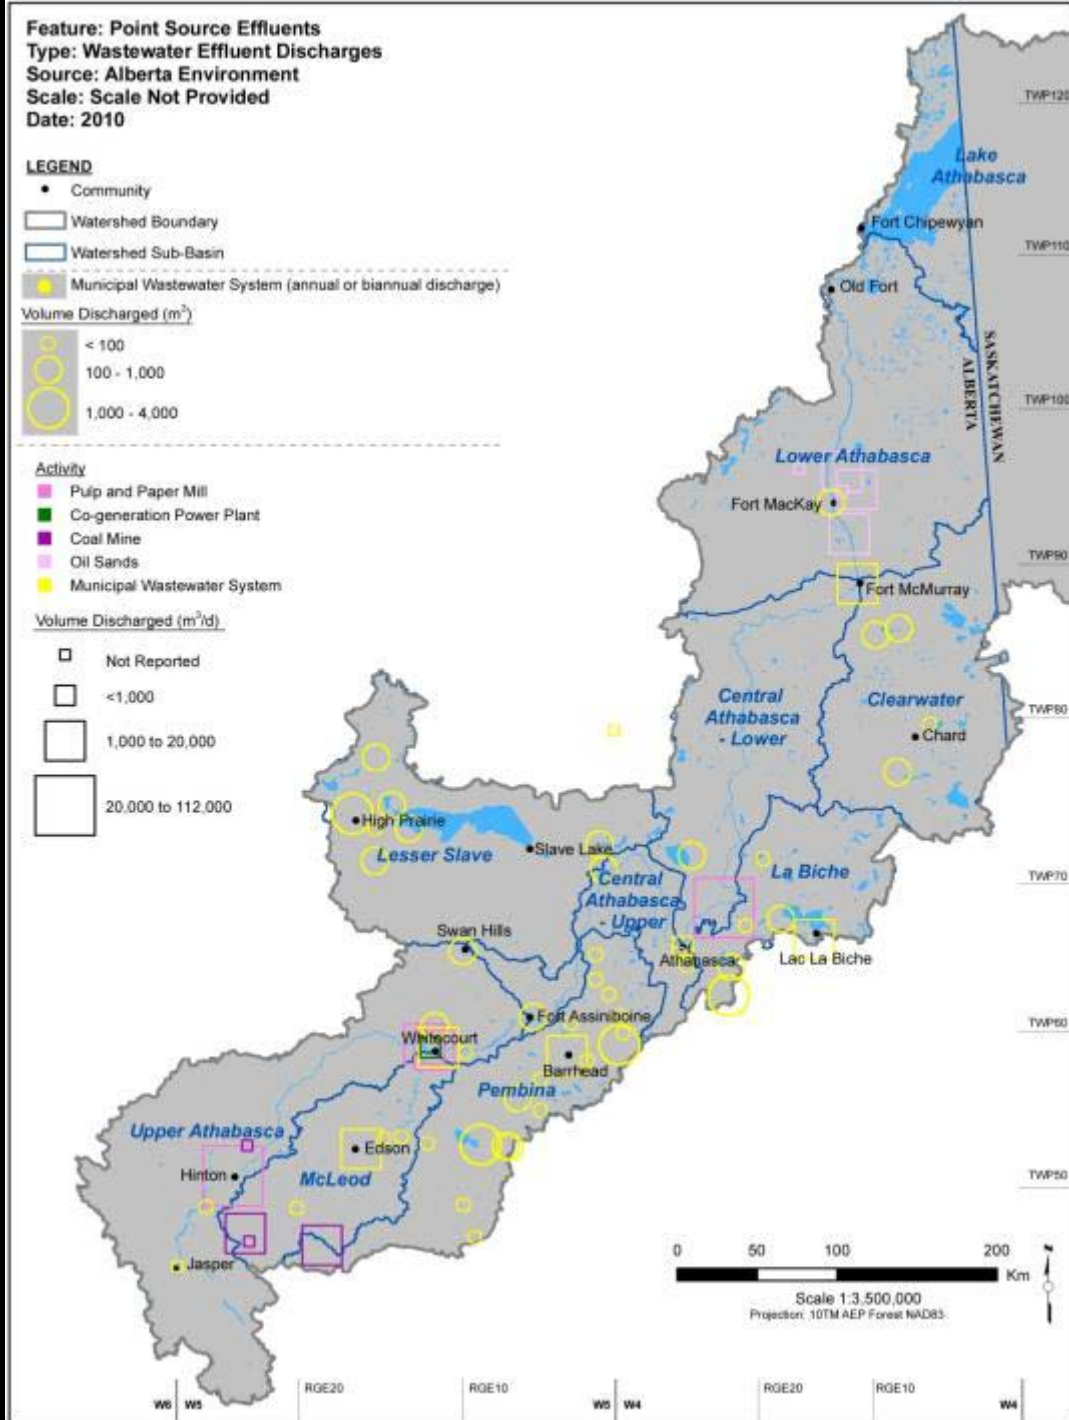 Feature: Point Source Effluents
Type: Wastewater Effluent Discharges
Source: Alberta Environment
Scale: Scale Not Provided
Date: 2010
LEGEND
Community
Watershed Boundary
Watershed Sub-Basin
Municipal Wastewater System (annual or biannual discharge)
Volume Discharged (m³)
< 100
100 - 1,000
1,000 - 4,000
Activity
Pulp and Paper Mill
Co-generation Power Plant
Coal Mine
Oil Sands
Municipal Wastewater System
Volume Discharged (m³/d)
Not Reported
<1,000
1,000 to 20,000
20,000 to 112,000
TWP120
Lake
Athabasca
Fort Chipewyan
TWP110
Old Fort
SASKATCHEWAN
ALBERTA
TWP100
Lower Athabasca
Fort MacKay
TWP90
Fort McMurray
Central
Athabasca
- Lower
Clearwater
TWP80
Chard
High Prairie
Lesser Slave
Slave Lake
Central
Athabasca
- Upper
La Biche
TWP70
Swan Hills
Athabasca
Lac La Biche
Fort Assiniboine
TWP60
Whitecourt
Barrhead
Pembina
Upper Athabasca
Edson
Hinton
McLeod
TWP50
Jasper
0 50 100 200
Km
N
Scale 1:3,500,000
Projection: 10TM AEP Forest NAD83
W6 W5 RGE20 RGE10 W5 W4 RGE20 RGE10 W4